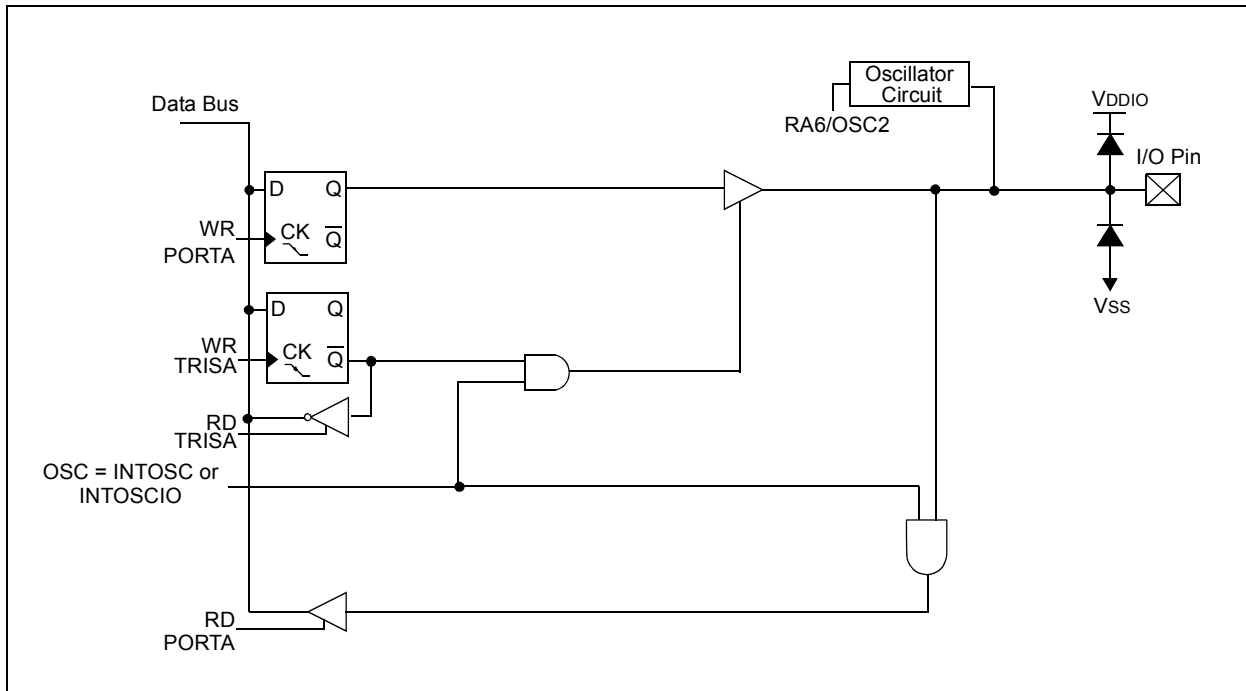 Oscillator
Circuit
RA6/OSC2
VDDIO
I/O Pin
VSS
Data Bus
D Q
CK Q̅
WR
PORTA
D Q
CK Q̅
WR
TRISA
RD
TRISA
OSC = INTOSC or
INTOSCIO
RD
PORTA